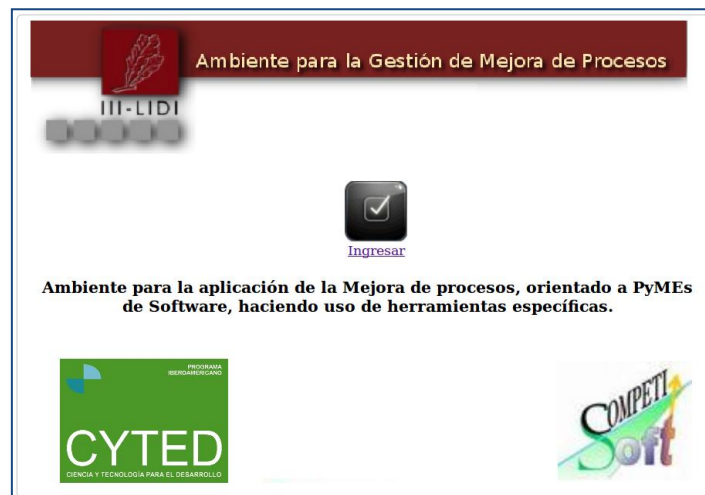 Ambiente para la Gestión de Mejora de Procesos
III-LIDI
Ingresar
Ambiente para la aplicación de la Mejora de procesos, orientado a PyMEs
de Software, haciendo uso de herramientas específicas.
PROGRAMA
IBEROAMERICANO
CYTED
CIENCIA Y TECNOLOGÍA PARA EL DESARROLLO
COMPETI
Soft